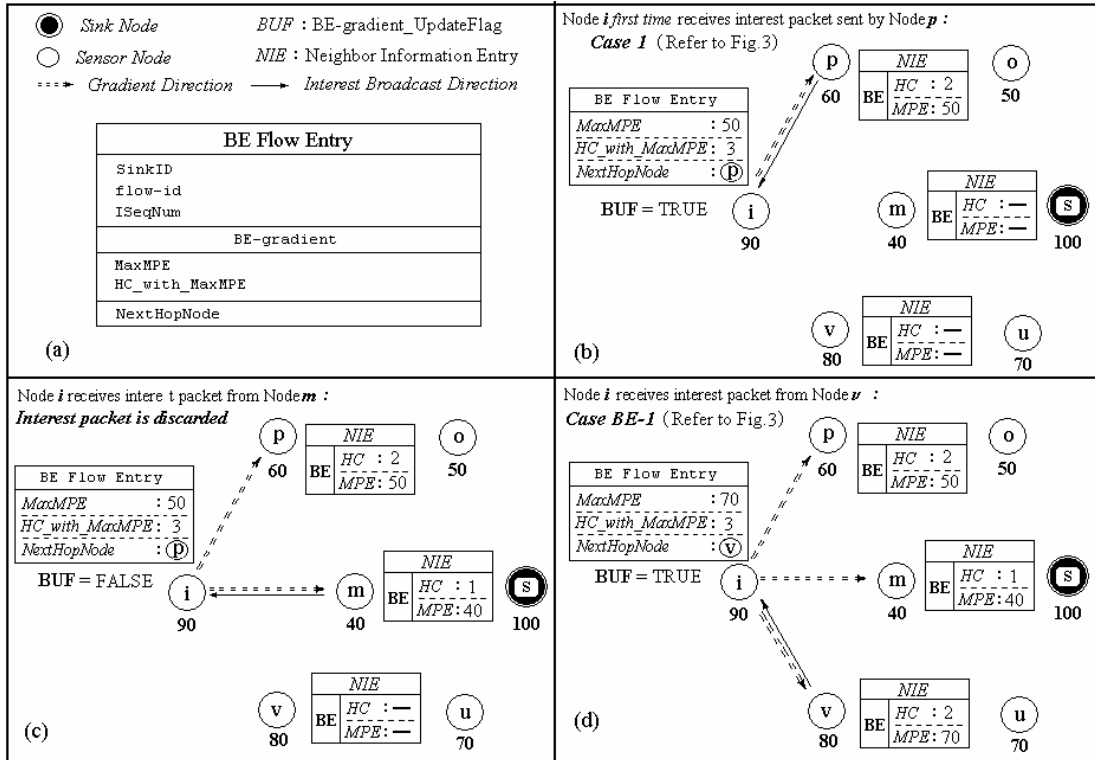 Sink Node
BUF : BE-gradient_UpdateFlag
Sensor Node
NIE : Neighbor Information Entry
Gradient Direction
Interest Broadcast Direction
BE Flow Entry
SinkID
flow-id
ISeqNum
BE-gradient
MaxMPE
HC_with_MaxMPE
NextHopNode
(a)
Node i first time receives interest packet sent by Node p :
Case 1 (Refer to Fig.3)
p
60
NIE
BE
HC : 2
MPE: 50
o
50
BE Flow Entry
MaxMPE : 50
HC_with_MaxMPE : 3
NextHopNode : p
BUF = TRUE
i
90
m
40
NIE
BE
HC : —
MPE: —
s
100
v
80
NIE
BE
HC : —
MPE: —
u
70
(b)
Node i receives intere t packet from Node m :
Interest packet is discarded
p
60
NIE
BE
HC : 2
MPE: 50
o
50
BE Flow Entry
MaxMPE : 50
HC_with_MaxMPE : 3
NextHopNode : p
BUF = FALSE
i
90
m
40
NIE
BE
HC : 1
MPE: 40
s
100
v
80
NIE
BE
HC : —
MPE: —
u
70
(c)
Node i receives interest packet from Node v :
Case BE-1 (Refer to Fig.3)
p
60
NIE
BE
HC : 2
MPE: 50
o
50
BE Flow Entry
MaxMPE : 70
HC_with_MaxMPE : 3
NextHopNode : v
BUF = TRUE
i
90
m
40
NIE
BE
HC : 1
MPE: 40
s
100
v
80
NIE
BE
HC : 2
MPE: 70
u
70
(d)